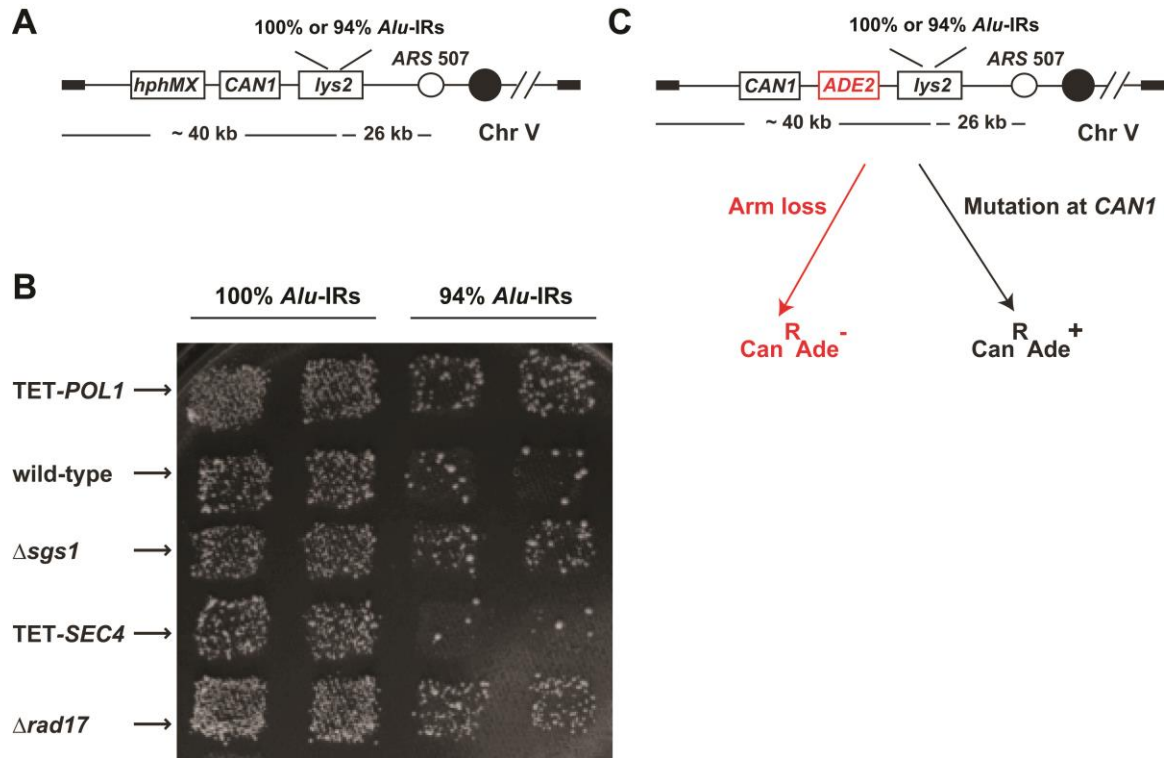 A
100% or 94% Alu-IRs
ARS 507
hphMX
CAN1
lys2
~ 40 kb
26 kb
Chr V
B
100% Alu-IRs
94% Alu-IRs
TET-POL1
wild-type
Δsgs1
TET-SEC4
Δrad17
C
100% or 94% Alu-IRs
ARS 507
CAN1
ADE2
lys2
~ 40 kb
26 kb
Chr V
Arm loss
Mutation at CAN1
CanRAde-
CanRAde+